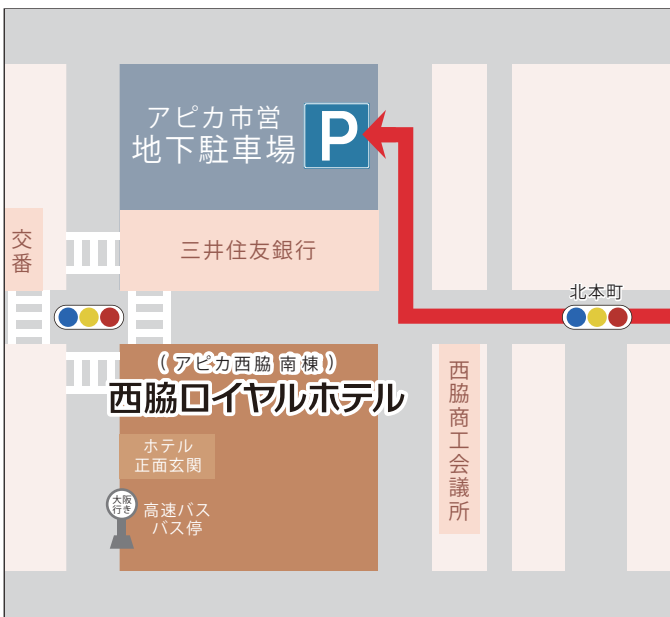 アピカ市営
地下駐車場
P
交番
三井住友銀行
北本町
（アピカ西脇 南棟）
西脇ロイヤルホテル
西脇商工会議所
ホテル
正面玄関
大阪
行き
高速バス
バス停